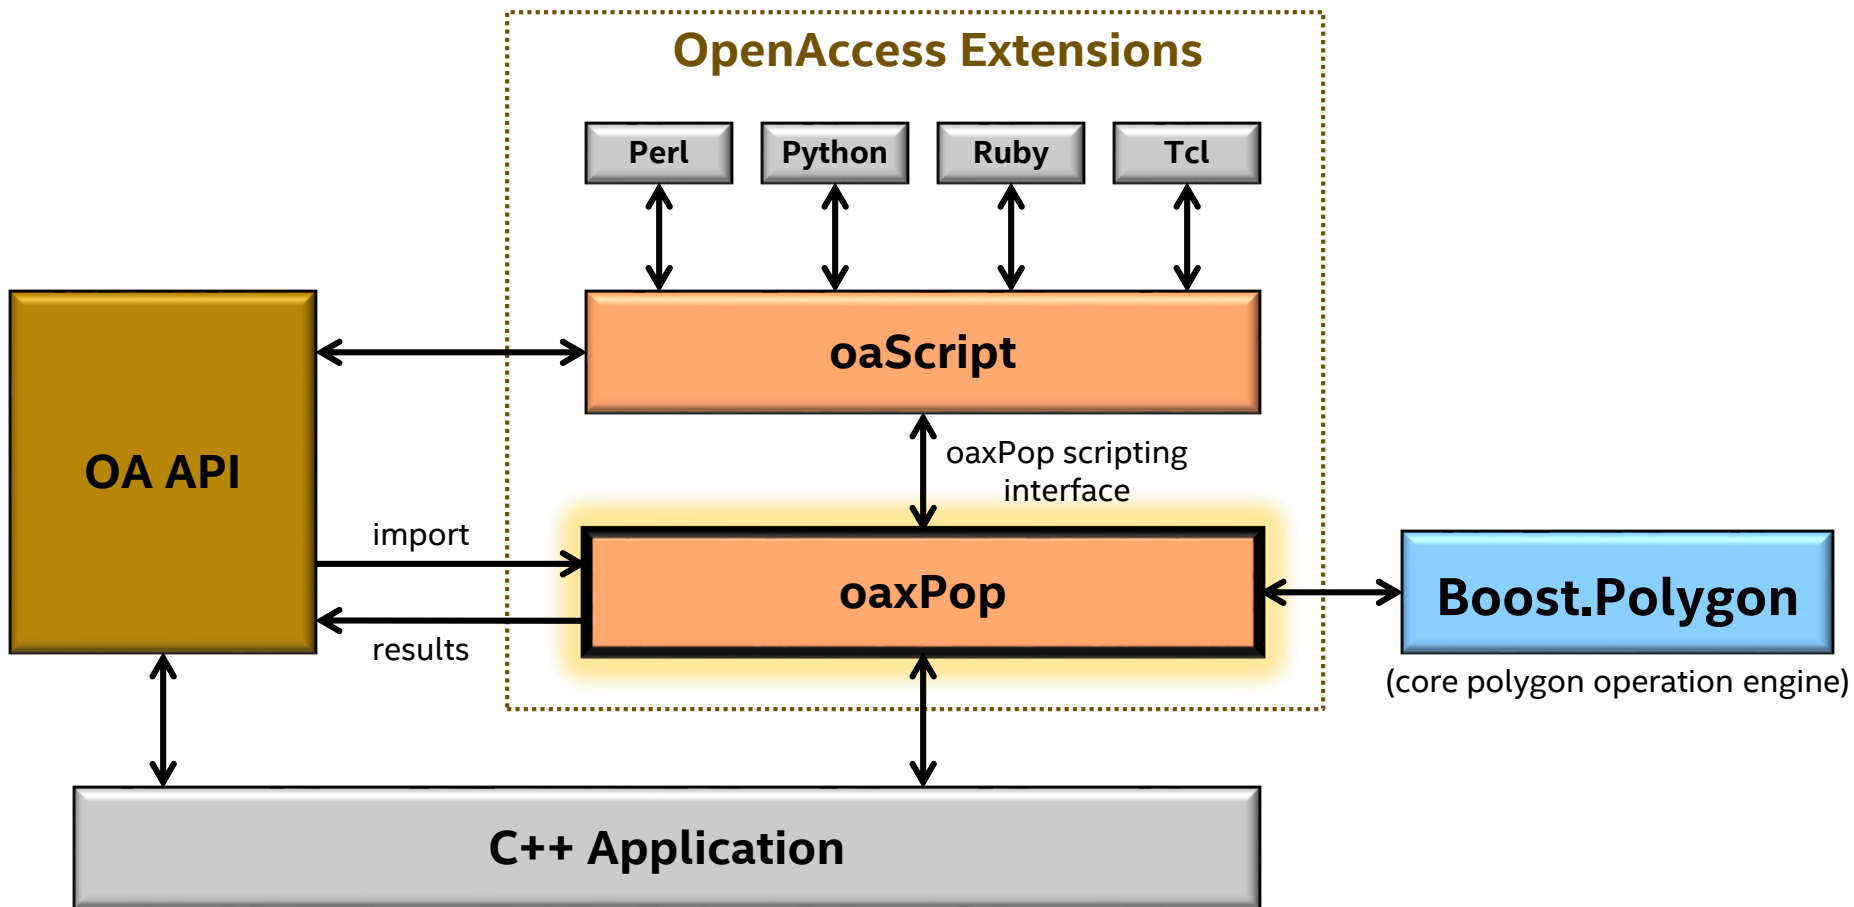 OpenAccess Extensions
Perl
Python
Ruby
Tcl
oaScript
OA API
oaxPop scripting
interface
import
oaxPop
results
Boost.Polygon
(core polygon operation engine)
C++ Application